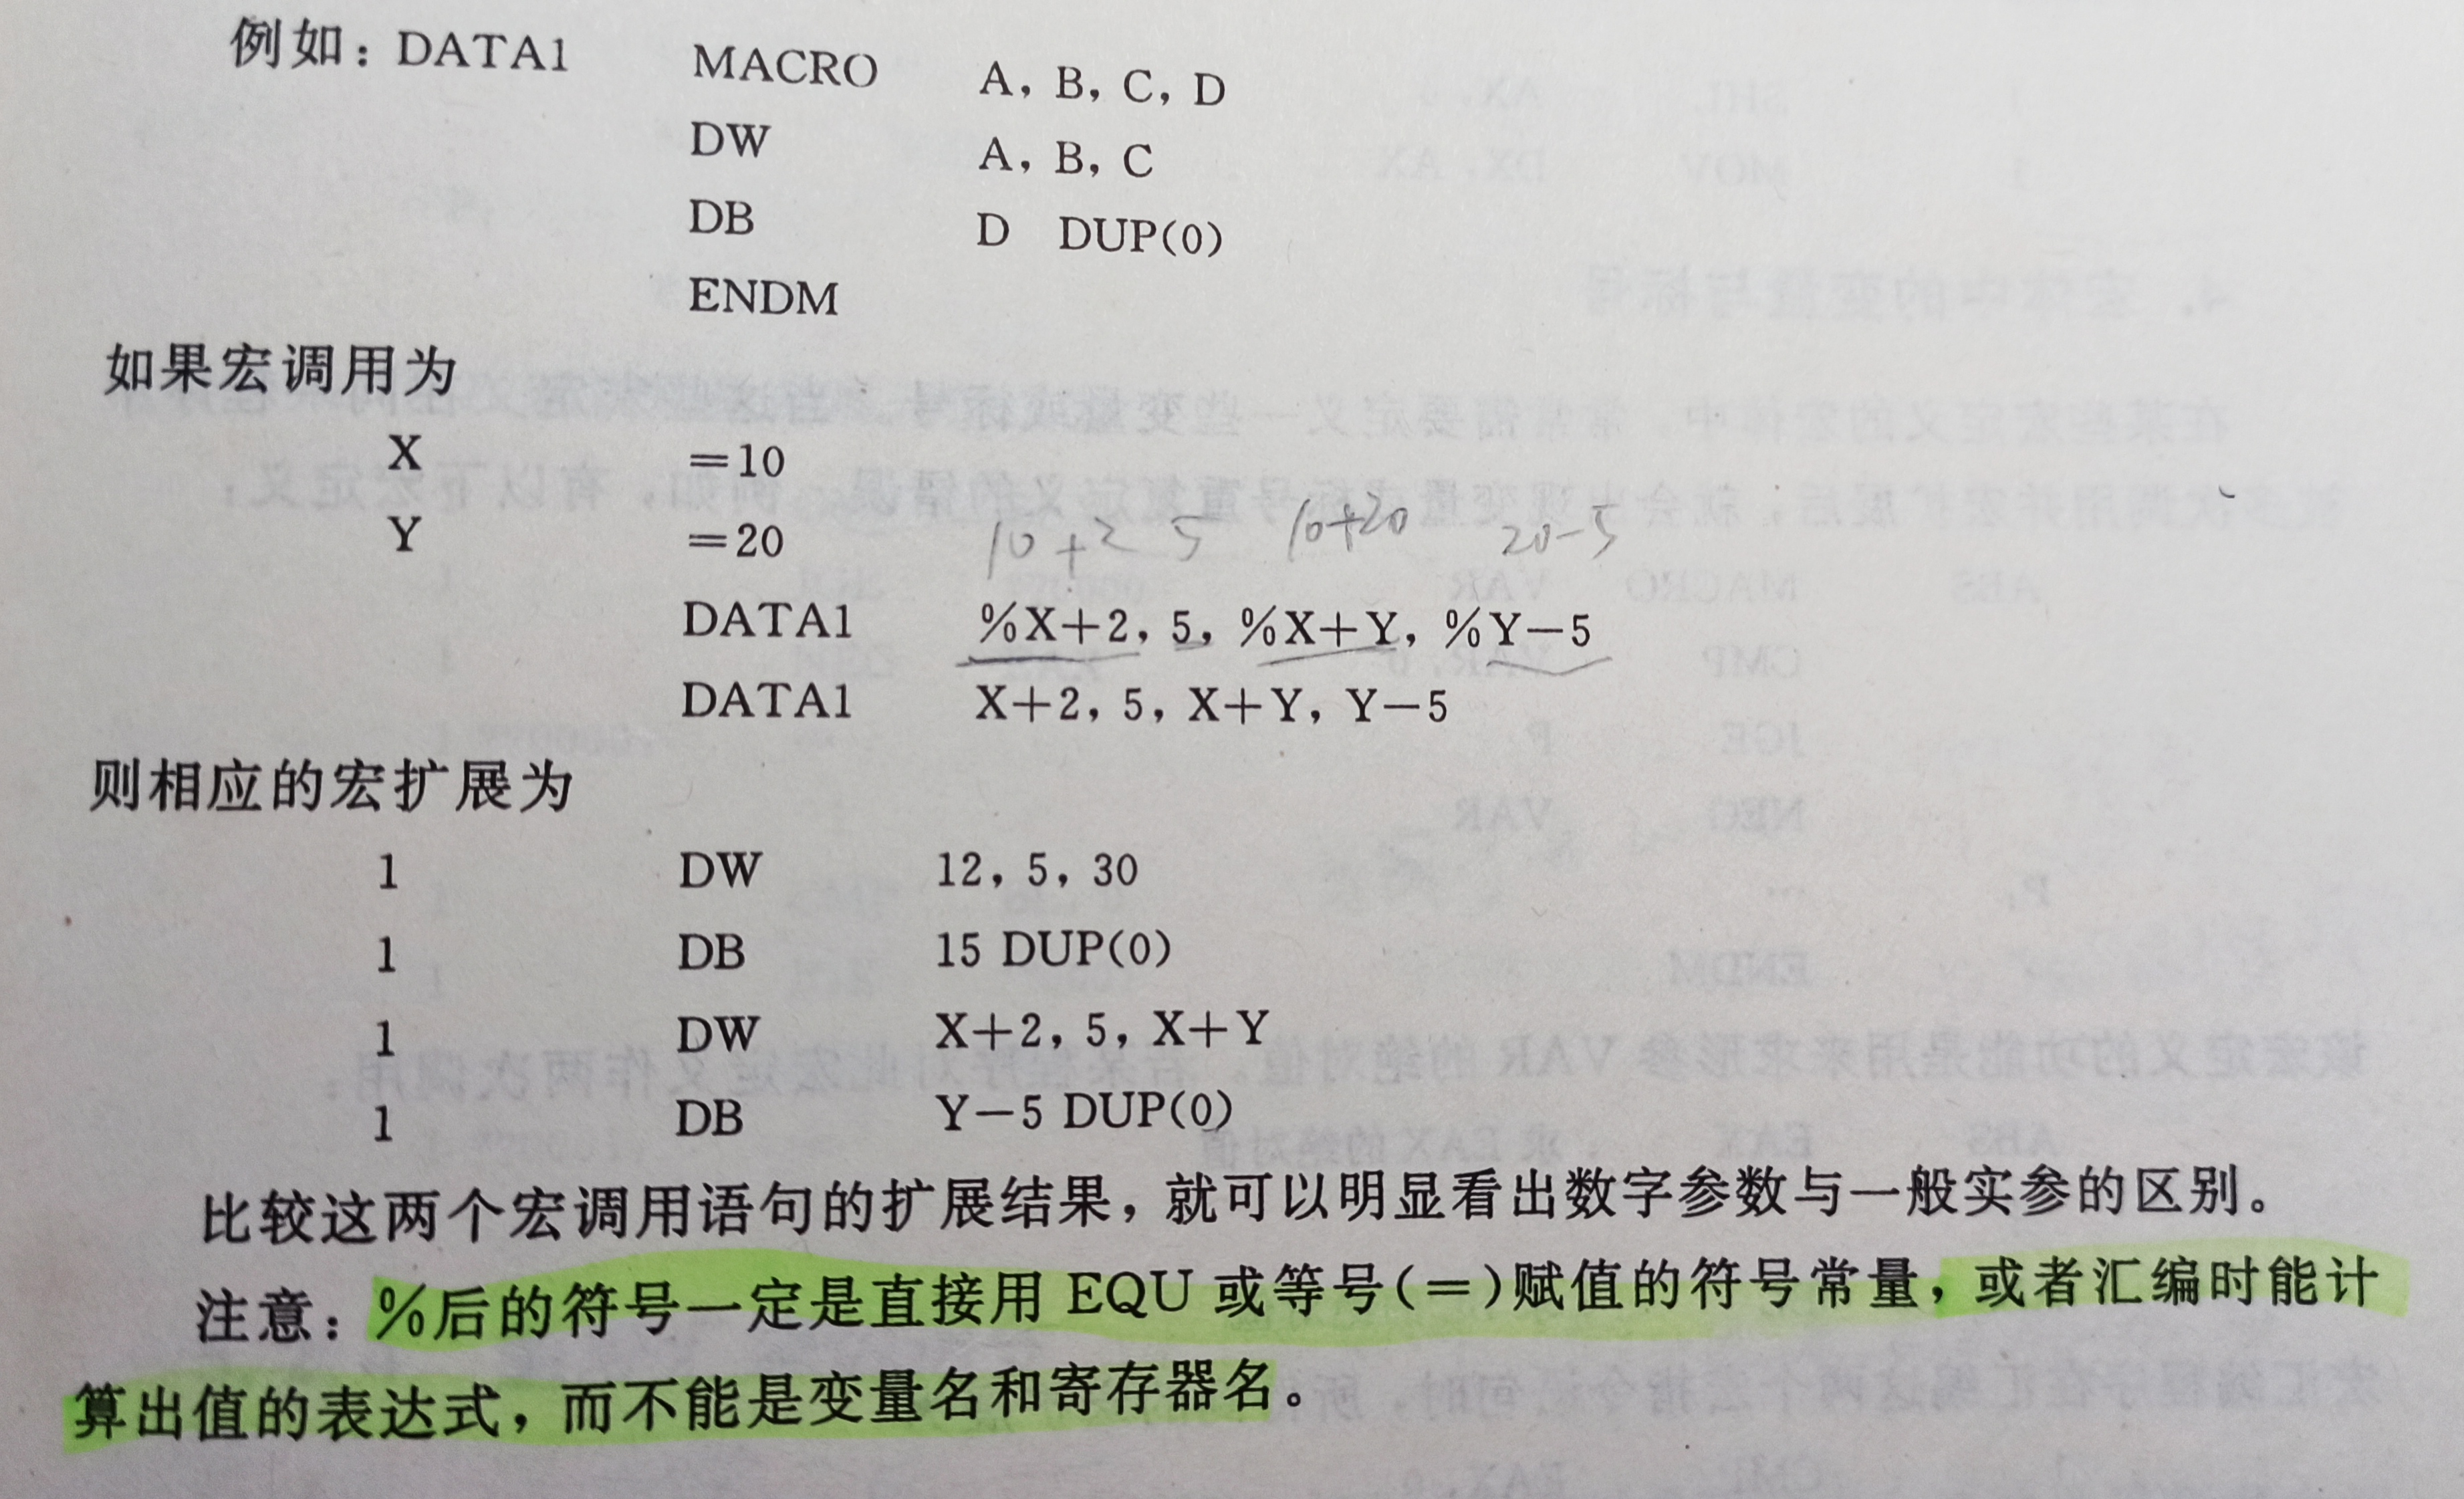 例如：DATA1 MACRO A，B，C，D
DW A，B，C
DB D DUP(0)
ENDM
如果宏调用为
X =10
Y =20
10+2 5 10+20 20-5
DATA1 %X+2，5，%X+Y，%Y-5
DATA1 X+2，5，X+Y，Y-5
则相应的宏扩展为
1 DW 12，5，30
1 DB 15 DUP(0)
1 DW X+2，5，X+Y
1 DB Y-5 DUP(0)
比较这两个宏调用语句的扩展结果，就可以明显看出数字参数与一般实参的区别。
注意：%后的符号一定是直接用 EQU 或等号(=)赋值的符号常量，或者汇编时能计
算出值的表达式，而不能是变量名和寄存器名。